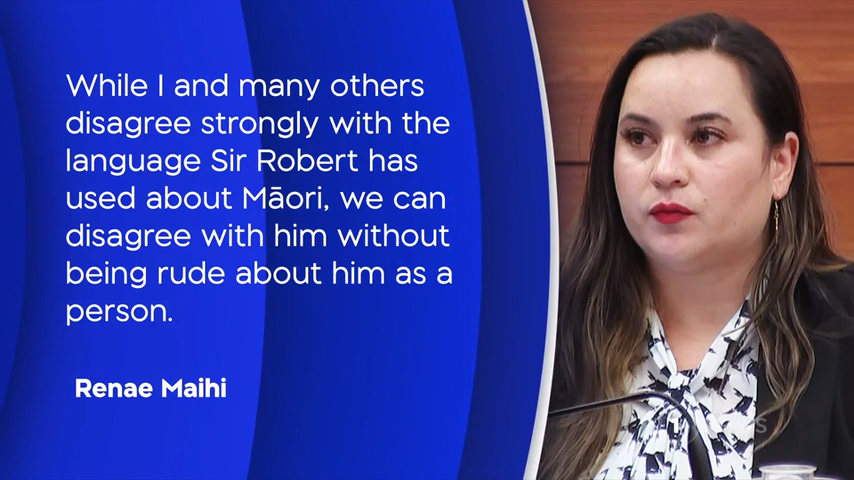 While I and many others
disagree strongly with the
language Sir Robert has
used about Māori, we can
disagree with him without
being rude about him as a
person.
Renae Maihi